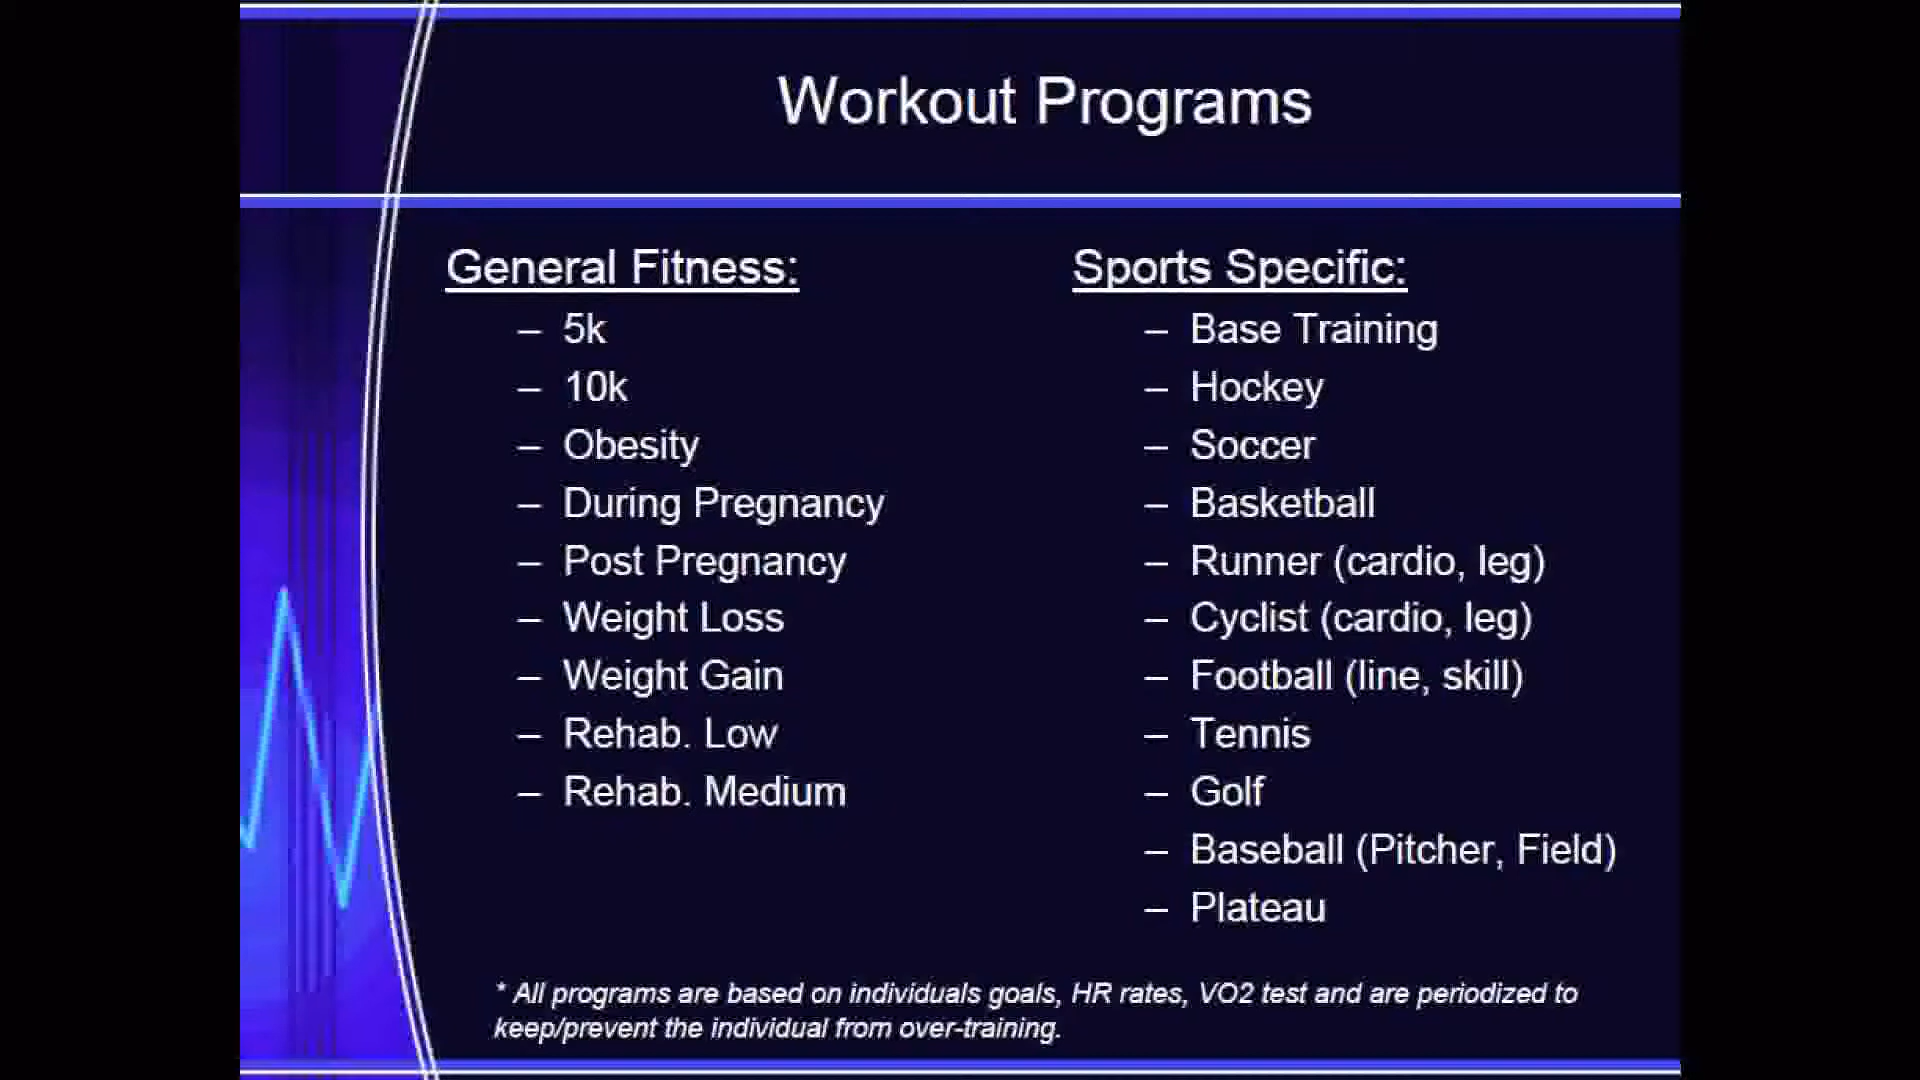 Workout Programs
General Fitness:
– 5k
– 10k
– Obesity
– During Pregnancy
– Post Pregnancy
– Weight Loss
– Weight Gain
– Rehab. Low
– Rehab. Medium
Sports Specific:
– Base Training
– Hockey
– Soccer
– Basketball
– Runner (cardio, leg)
– Cyclist (cardio, leg)
– Football (line, skill)
– Tennis
– Golf
– Baseball (Pitcher, Field)
– Plateau
* All programs are based on individuals goals, HR rates, VO2 test and are periodized to
keep/prevent the individual from over-training.